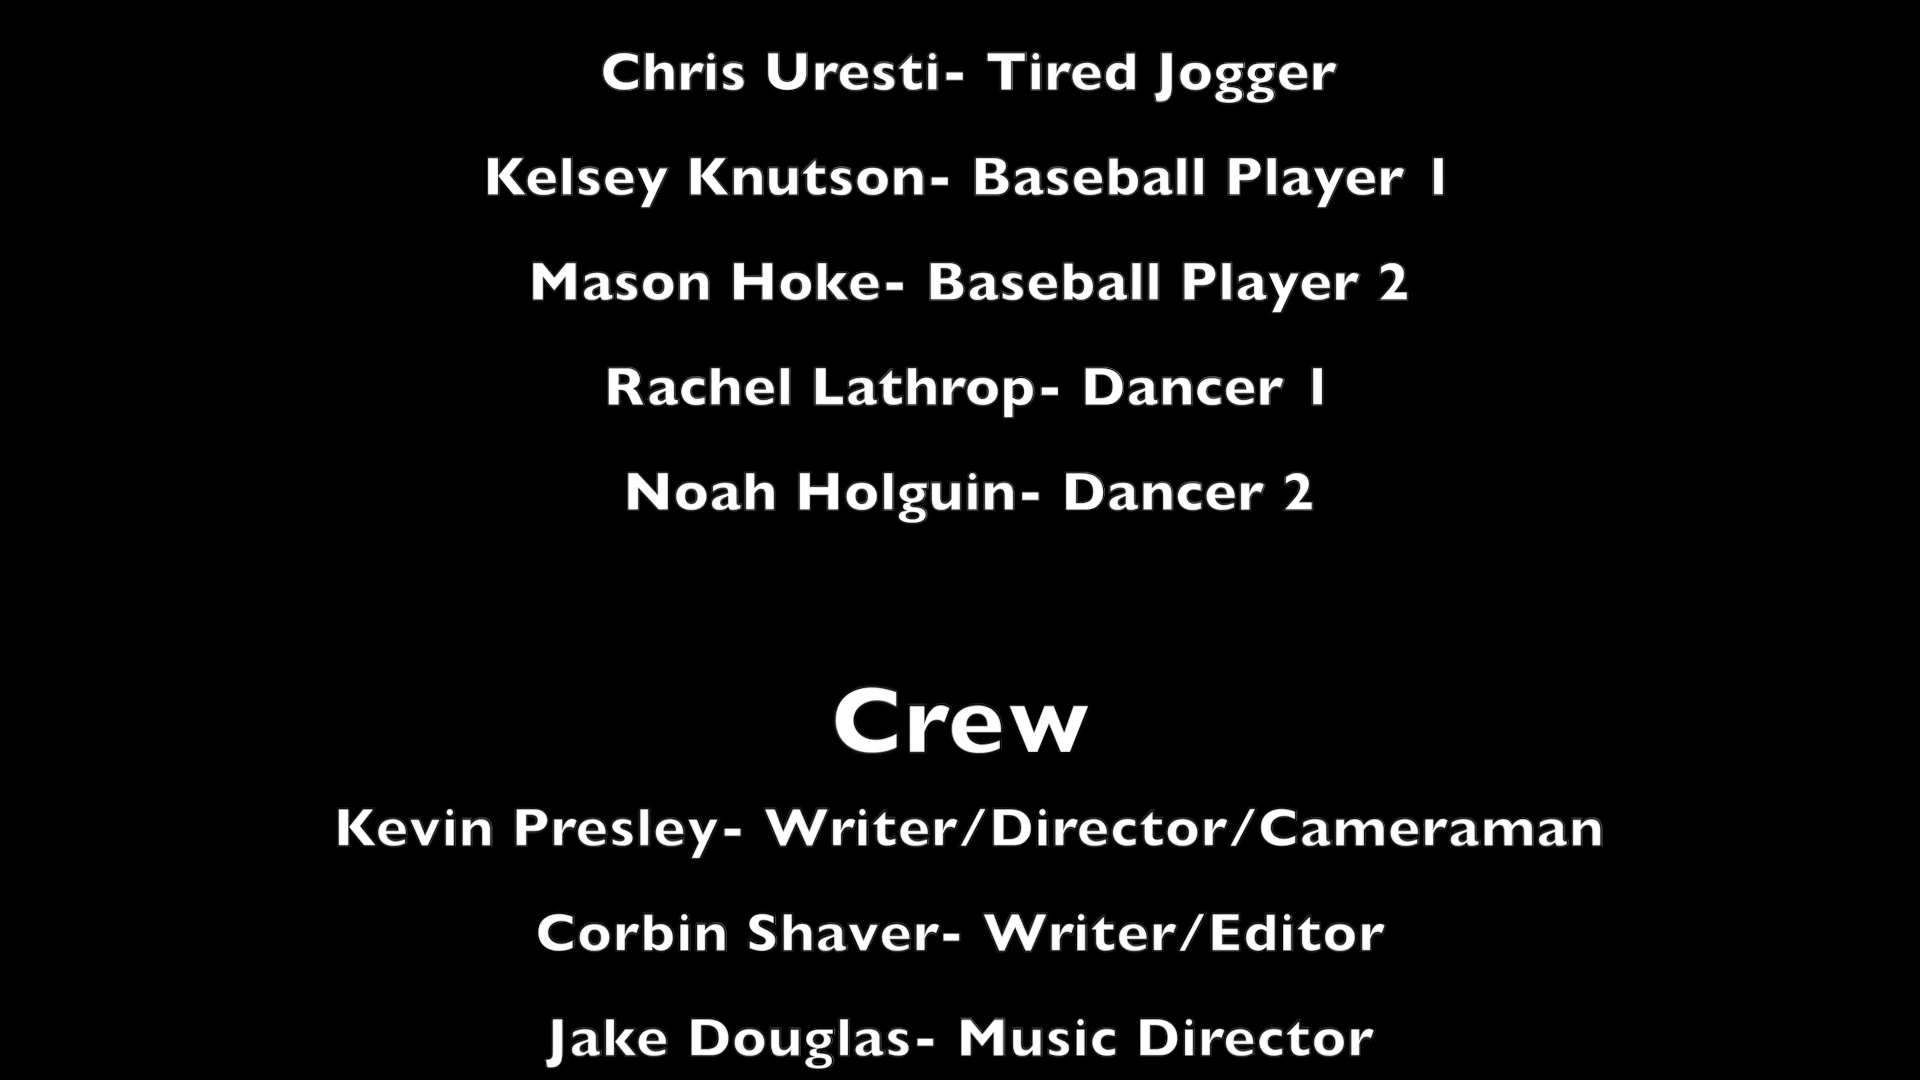 Chris Uresti- Tired Jogger
Kelsey Knutson- Baseball Player 1
Mason Hoke- Baseball Player 2
Rachel Lathrop- Dancer 1
Noah Holguin- Dancer 2
Crew
Kevin Presley- Writer/Director/Cameraman
Corbin Shaver- Writer/Editor
Jake Douglas- Music Director